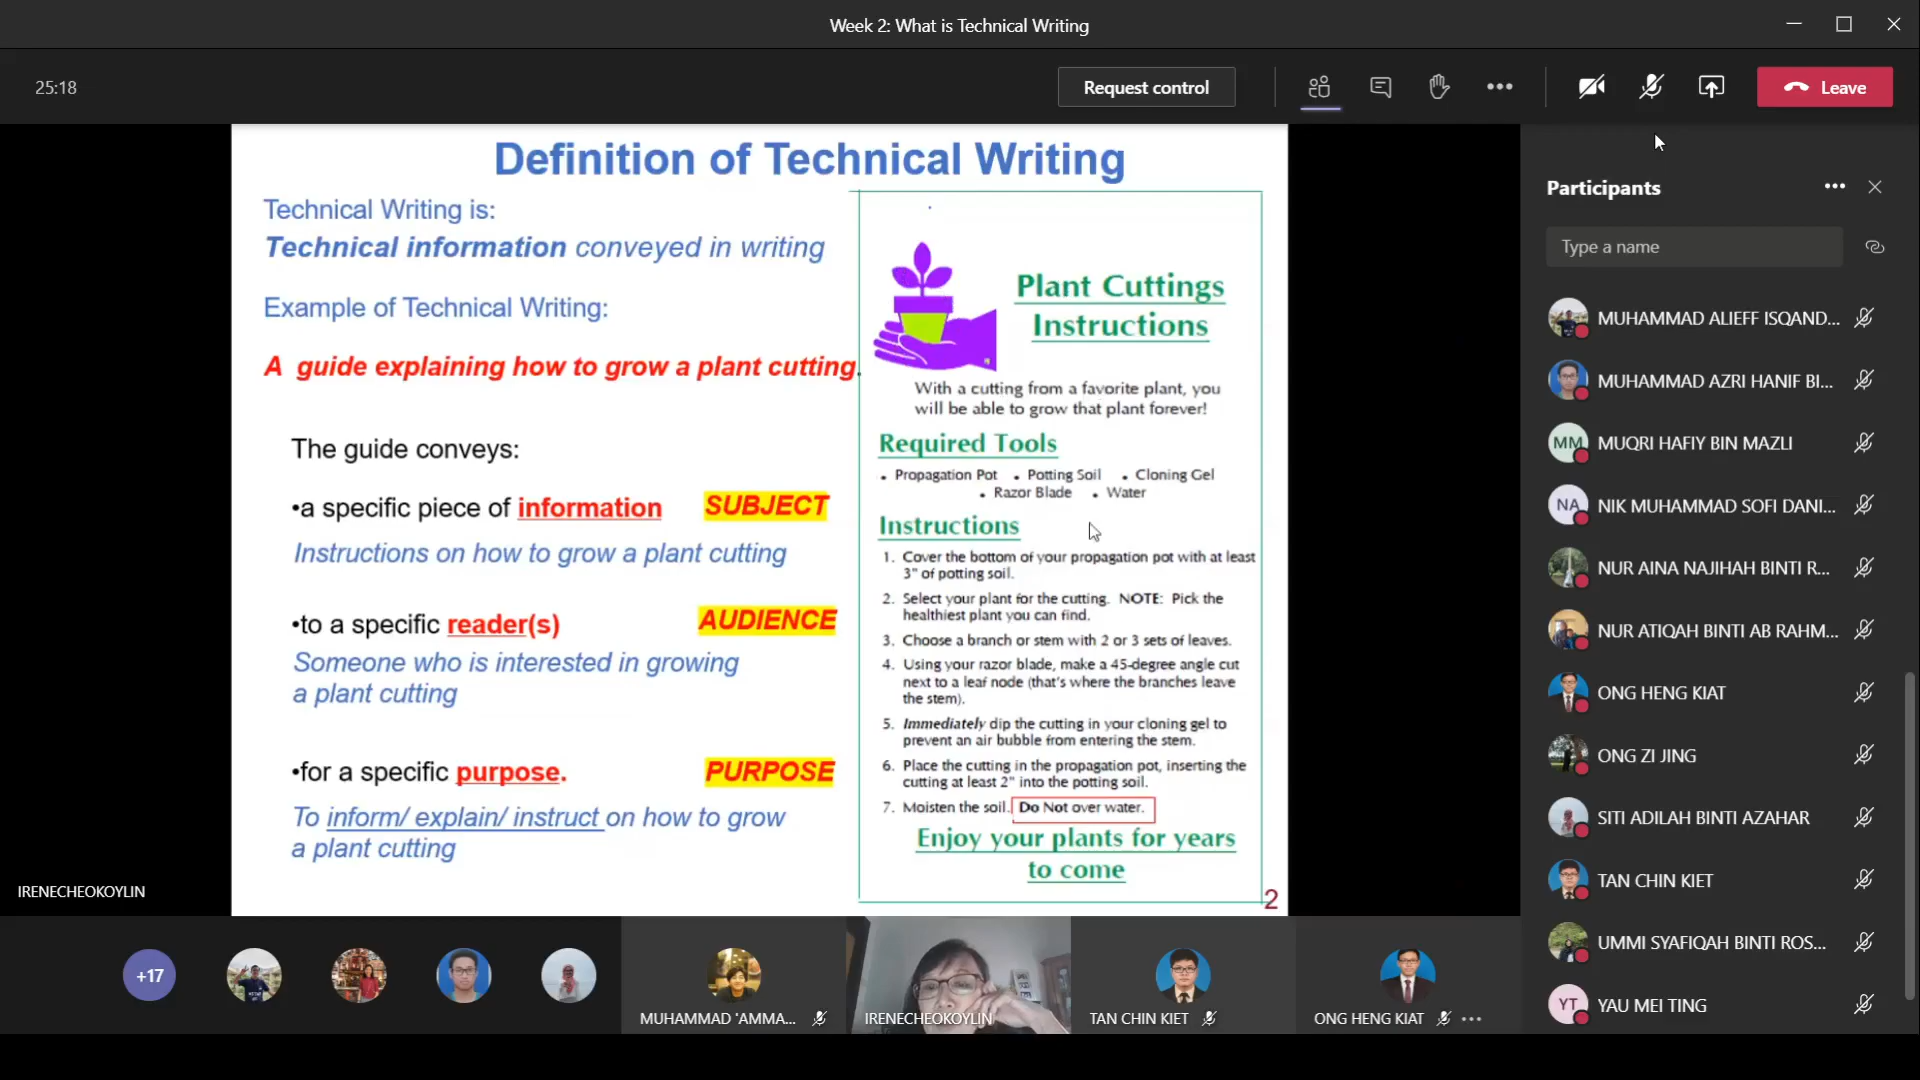 Week 2: What is Technical Writing
25:18
Request control
Leave
Definition of Technical Writing
Technical Writing is:
Technical information conveyed in writing
Example of Technical Writing:
A guide explaining how to grow a plant cutting.
The guide conveys:
•a specific piece of information SUBJECT
Instructions on how to grow a plant cutting
•to a specific reader(s) AUDIENCE
Someone who is interested in growing
a plant cutting
•for a specific purpose. PURPOSE
To inform/ explain/ instruct on how to grow
a plant cutting
Plant Cuttings
Instructions
With a cutting from a favorite plant, you
will be able to grow that plant forever!
Required Tools
• Propagation Pot • Potting Soil • Cloning Gel
• Razor Blade • Water
Instructions
1. Cover the bottom of your propagation pot with at least
3" of potting soil.
2. Select your plant for the cutting. NOTE: Pick the
healthiest plant you can find.
3. Choose a branch or stem with 2 or 3 sets of leaves.
4. Using your razor blade, make a 45-degree angle cut
next to a leaf node (that's where the branches leave
the stem).
5. Immediately dip the cutting in your cloning gel to
prevent an air bubble from entering the stem.
6. Place the cutting in the propagation pot, inserting the
cutting at least 2" into the potting soil.
7. Moisten the soil. Do Not over water.
Enjoy your plants for years
to come
2
IRENECHEOKOYLIN
Participants
Type a name
MUHAMMAD ALIEFF ISQAND...
MUHAMMAD AZRI HANIF BI...
MM MUQRI HAFIY BIN MAZLI
NA NIK MUHAMMAD SOFI DANI...
NUR AINA NAJIHAH BINTI R...
NUR ATIQAH BINTI AB RAHM...
ONG HENG KIAT
ONG ZI JING
SITI ADILAH BINTI AZAHAR
TAN CHIN KIET
UMMI SYAFIQAH BINTI ROS...
YT YAU MEI TING
+17
MUHAMMAD 'AMMA...
IRENECHEOKOYLIN
TAN CHIN KIET
ONG HENG KIAT